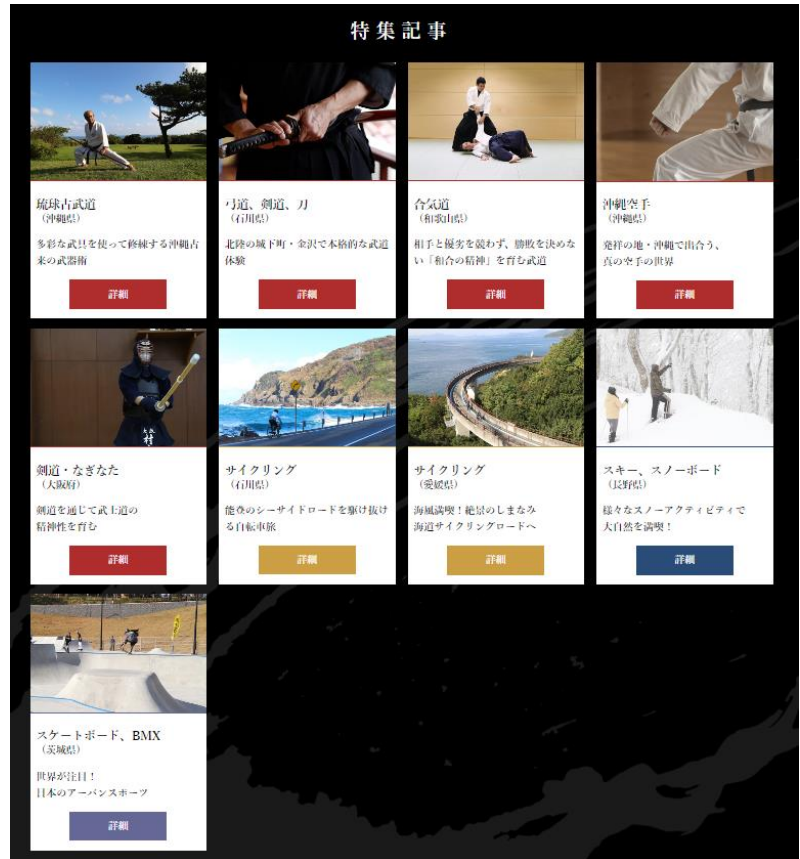 特集記事
琉球古武道
（沖縄県）
多彩な武具を使って修練する沖縄古
来の武器術
詳細
弓道、剣道、刀
（石川県）
北陸の城下町・金沢で本格的な武道
体験
詳細
合気道
（和歌山県）
相手と優劣を競わず、勝敗を決めな
い「和合の精神」を育む武道
詳細
沖縄空手
（沖縄県）
発祥の地・沖縄で出合う、
真の空手の世界
詳細
剣道・なぎなた
（大阪府）
剣道を通じて武士道の
精神性を育む
詳細
サイクリング
（石川県）
能登のシーサイドロードを駆け抜け
る自転車旅
詳細
サイクリング
（愛媛県）
海風満喫！絶景のしまなみ
海道サイクリングロードへ
詳細
スキー、スノーボード
（長野県）
様々なスノーアクティビティで
大自然を満喫！
詳細
スケートボード、BMX
（茨城県）
世界が注目！
日本のアーバンスポーツ
詳細